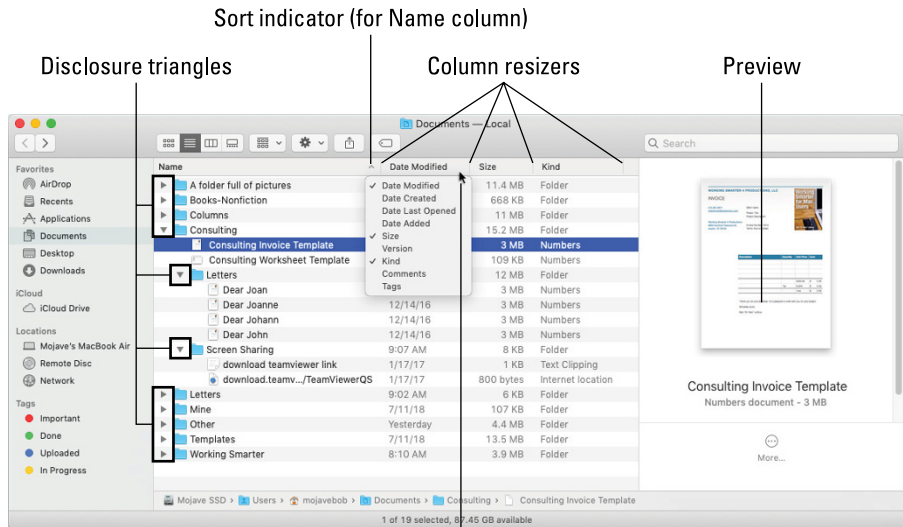 Sort indicator (for Name column)
Disclosure triangles
Column resizers
Preview
Documents — Local
Search
Favorites
AirDrop
Recents
Applications
Documents
Desktop
Downloads
iCloud
iCloud Drive
Locations
Mojave's MacBook Air
Remote Disc
Network
Tags
Important
Done
Uploaded
In Progress
Name Date Modified Size Kind
A folder full of pictures 11.4 MB Folder
Books-Nonfiction 668 KB Folder
Columns 11 MB Folder
Consulting 15.2 MB Folder
Consulting Invoice Template 3 MB Numbers
Consulting Worksheet Template 109 KB Numbers
Letters 12 MB Folder
Dear Joan 3 MB Numbers
Dear Joanne 12/14/16 3 MB Numbers
Dear Johann 12/14/16 3 MB Numbers
Dear John 12/14/16 3 MB Numbers
Screen Sharing 9:07 AM 8 KB Folder
download teamviewer link 1/17/17 1 KB Text Clipping
download.teamv.../TeamViewerQS 1/17/17 800 bytes Internet location
Letters 9:02 AM 6 KB Folder
Mine 7/11/18 107 KB Folder
Other Yesterday 4.4 MB Folder
Templates 7/11/18 13.5 MB Folder
Working Smarter 8:10 AM 3.9 MB Folder
✓ Date Modified
Date Created
Date Last Opened
Date Added
✓ Size
Version
✓ Kind
Comments
Tags
INVOICE
Consulting Invoice Template
Numbers document - 3 MB
More...
Mojave SSD › Users › mojavebob › Documents › Consulting › Consulting Invoice Template
1 of 19 selected, 87.45 GB available